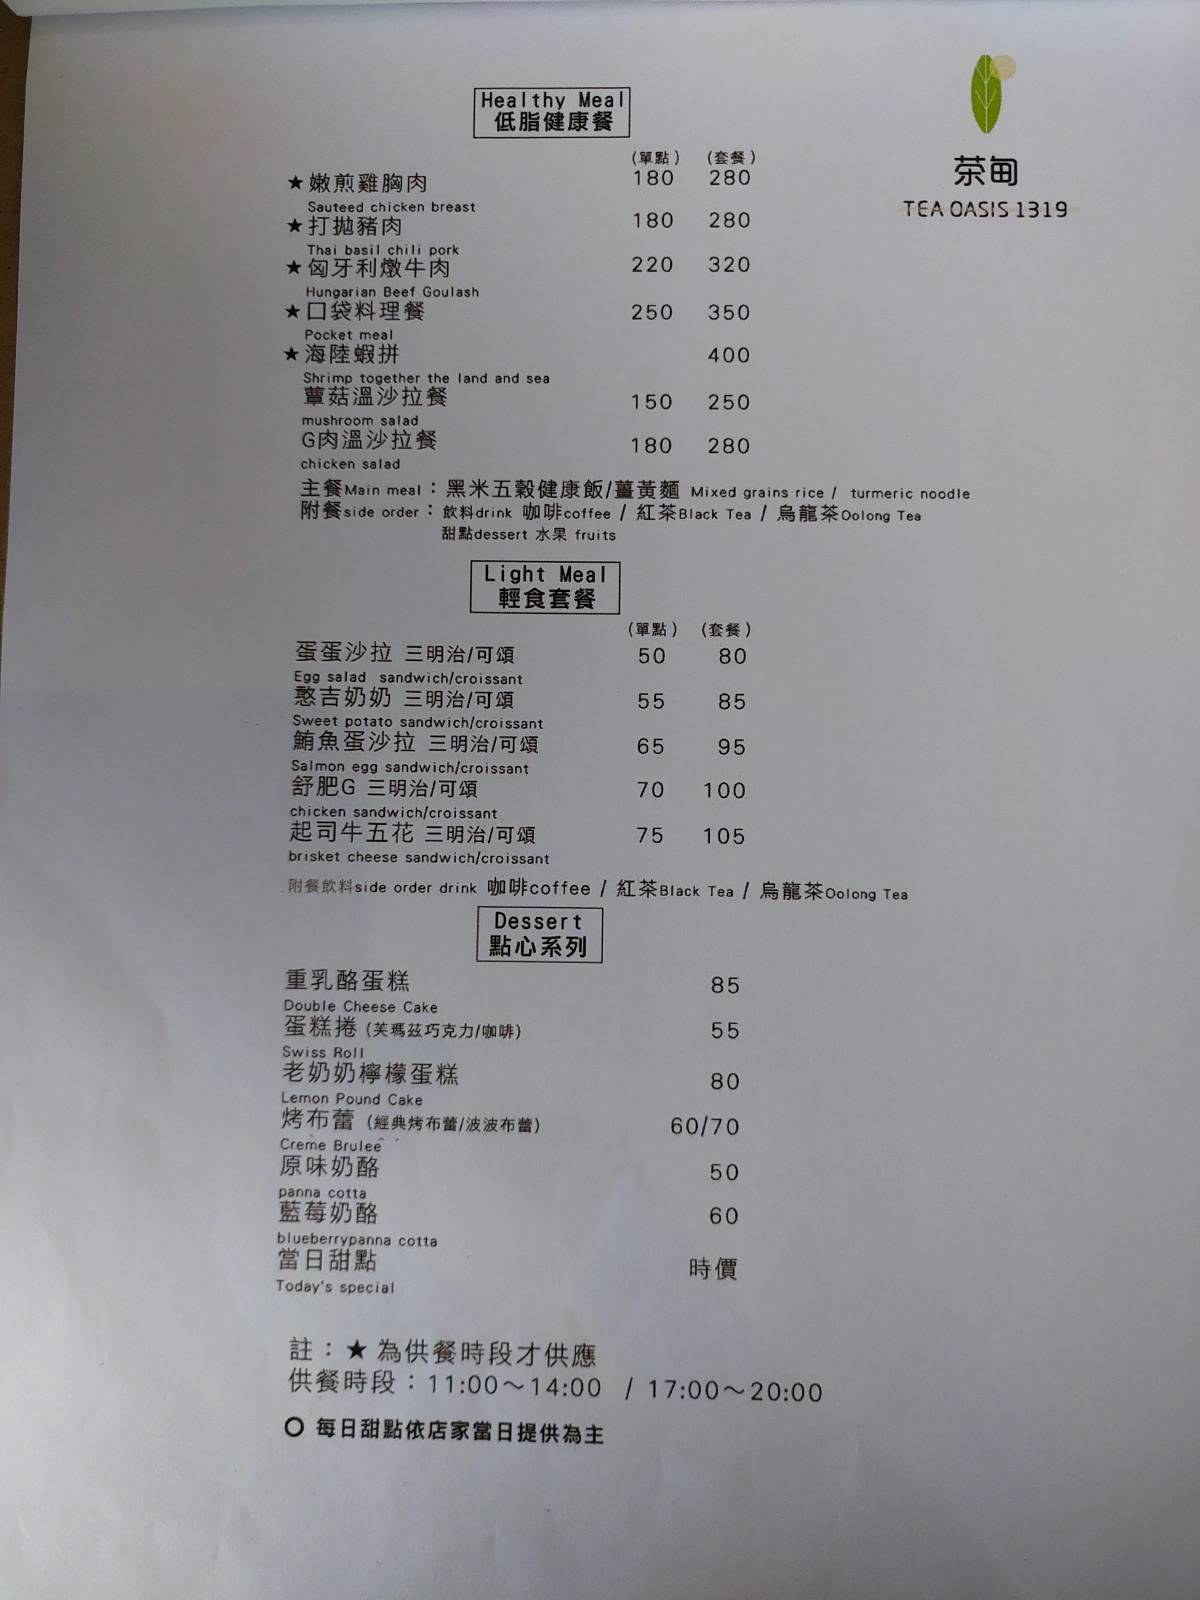 茶甸
TEA OASIS 1319
Healthy Meal
低脂健康餐
(單點) (套餐)
★嫩煎雞胸肉 180 280
Sauteed chicken breast
★打拋豬肉 180 280
Thai basil chili pork
★匈牙利燉牛肉 220 320
Hungarian Beef Goulash
★口袋料理餐 250 350
Pocket meal
★海陸蝦拼 400
Shrimp together the land and sea
蕈菇溫沙拉餐 150 250
mushroom salad
G肉溫沙拉餐 180 280
chicken salad
主餐Main meal：黑米五穀健康飯/薑黃麵 Mixed grains rice / turmeric noodle
附餐side order：飲料drink 咖啡coffee / 紅茶Black Tea / 烏龍茶Oolong Tea
甜點dessert 水果 fruits
Light Meal
輕食套餐
(單點) (套餐)
蛋蛋沙拉 三明治/可頌 50 80
Egg salad sandwich/croissant
憨吉奶奶 三明治/可頌 55 85
Sweet potato sandwich/croissant
鮪魚蛋沙拉 三明治/可頌 65 95
Salmon egg sandwich/croissant
舒肥G 三明治/可頌 70 100
chicken sandwich/croissant
起司牛五花 三明治/可頌 75 105
brisket cheese sandwich/croissant
附餐飲料side order drink 咖啡coffee / 紅茶Black Tea / 烏龍茶Oolong Tea
Dessert
點心系列
重乳酪蛋糕 85
Double Cheese Cake
蛋糕捲 (芙瑪茲巧克力/咖啡) 55
Swiss Roll
老奶奶檸檬蛋糕 80
Lemon Pound Cake
烤布蕾 (經典烤布蕾/波波布蕾) 60/70
Crème Brulee
原味奶酪 50
panna cotta
藍莓奶酪 60
blueberrypanna cotta
當日甜點 時價
Today's special
註：★ 為供餐時段才供應
供餐時段：11:00～14:00 / 17:00～20:00
○ 每日甜點依店家當日提供為主